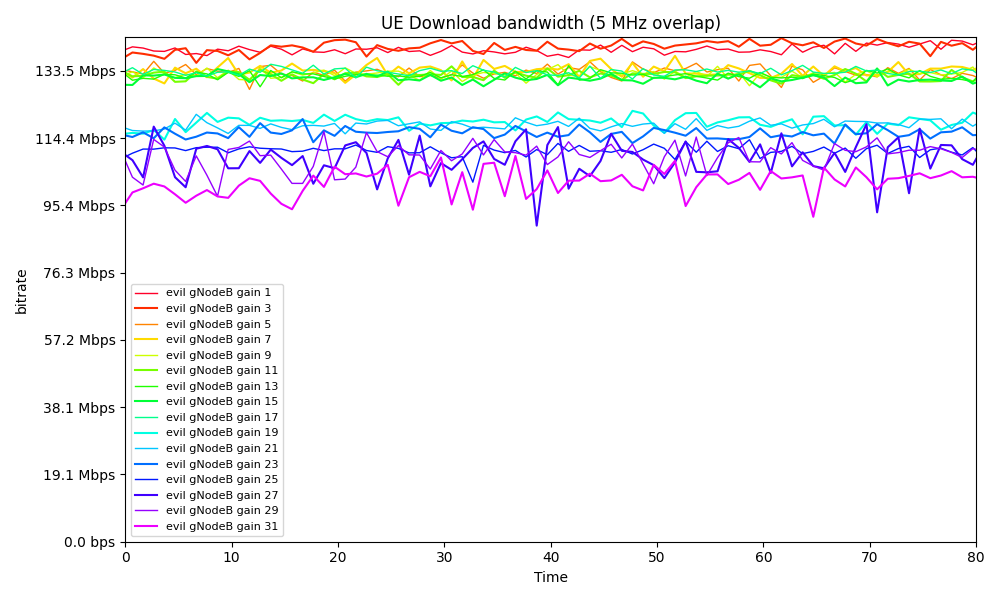 UE Download bandwidth (5 MHz overlap)
133.5 Mbps
114.4 Mbps
95.4 Mbps
76.3 Mbps
57.2 Mbps
38.1 Mbps
19.1 Mbps
0.0 bps
bitrate
evil gNodeB gain 1
evil gNodeB gain 3
evil gNodeB gain 5
evil gNodeB gain 7
evil gNodeB gain 9
evil gNodeB gain 11
evil gNodeB gain 13
evil gNodeB gain 15
evil gNodeB gain 17
evil gNodeB gain 19
evil gNodeB gain 21
evil gNodeB gain 23
evil gNodeB gain 25
evil gNodeB gain 27
evil gNodeB gain 29
evil gNodeB gain 31
0 10 20 30 40 50 60 70 80
Time